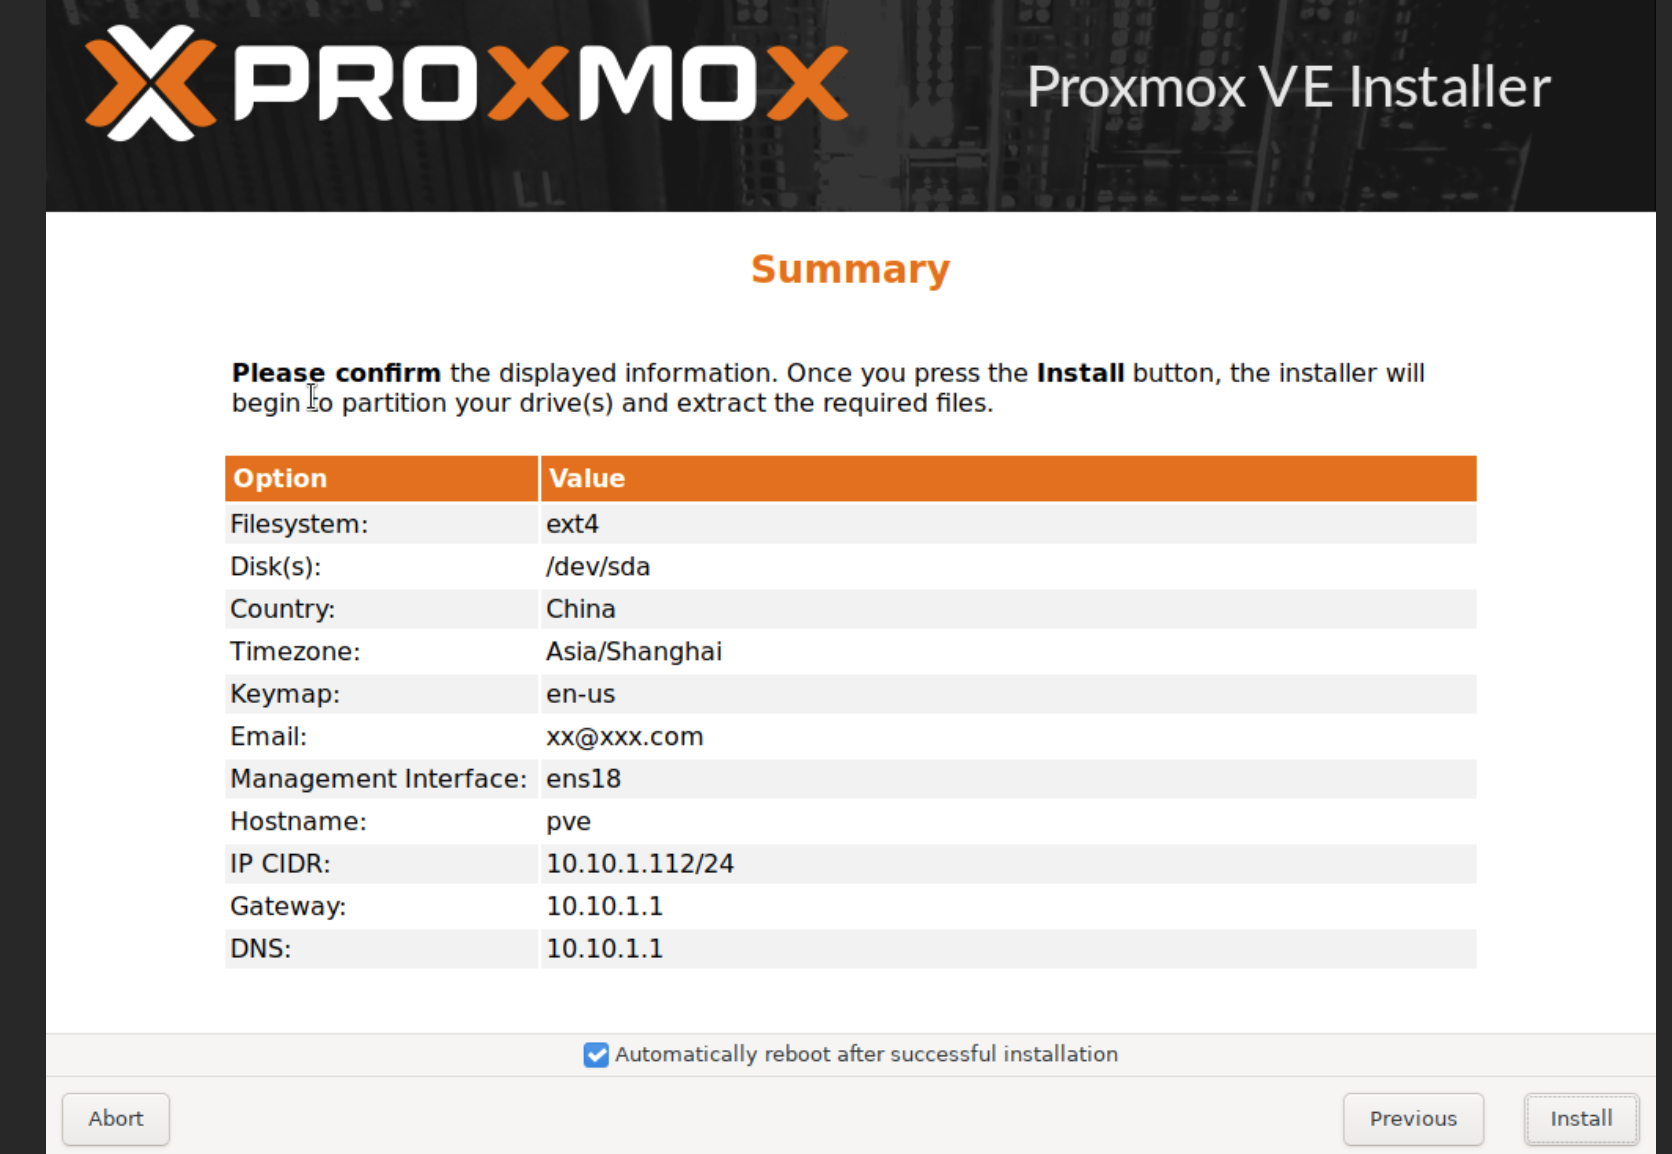 PROXMOX
Proxmox VE Installer
Summary
Please confirm the displayed information. Once you press the Install button, the installer will
begin to partition your drive(s) and extract the required files.
Option Value
Filesystem: ext4
Disk(s): /dev/sda
Country: China
Timezone: Asia/Shanghai
Keymap: en-us
Email: xx@xxx.com
Management Interface: ens18
Hostname: pve
IP CIDR: 10.10.1.112/24
Gateway: 10.10.1.1
DNS: 10.10.1.1
Automatically reboot after successful installation
Abort Previous Install